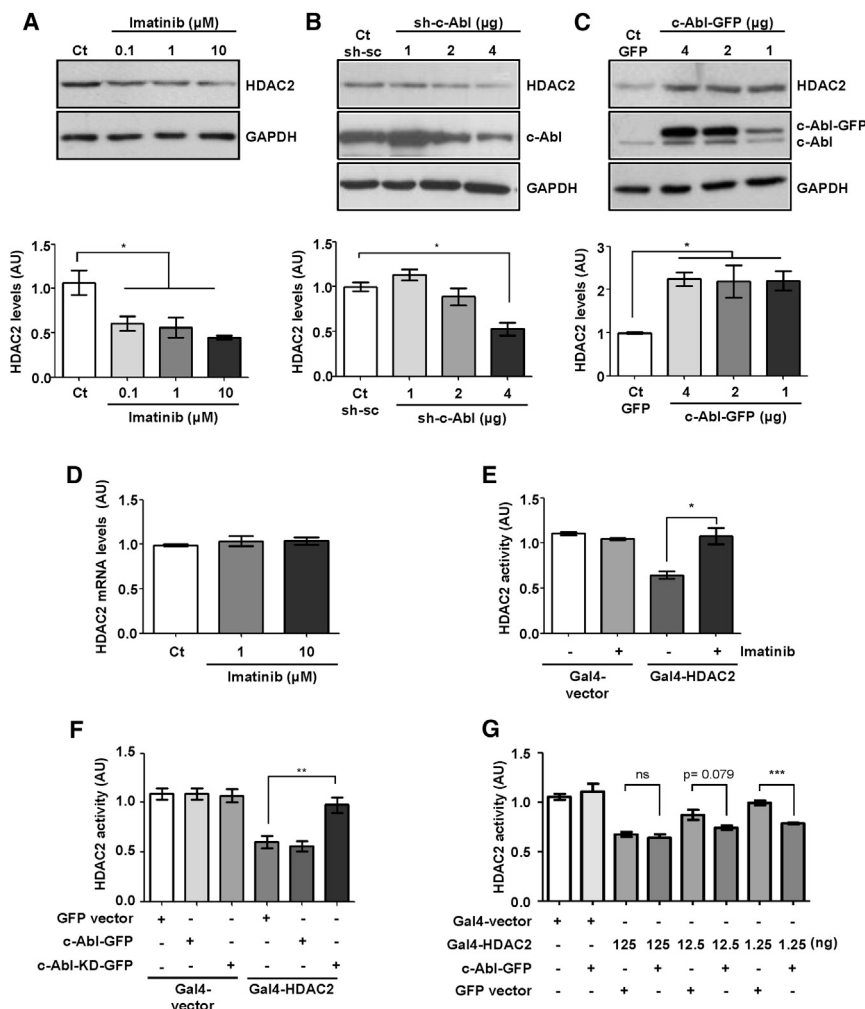 A
Imatinib (µM)
Ct 0.1 1 10
HDAC2
GAPDH
HDAC2 levels (AU)
1.5
1.0
0.5
0.0
*
Ct 0.1 1 10
Imatinib (µM)
B
Ct sh-c-Abl (µg)
sh-sc 1 2 4
HDAC2
c-Abl
GAPDH
HDAC2 levels (AU)
1.5
1.0
0.5
0.0
*
Ct 1 2 4
sh-sc sh-c-Abl (µg)
C
Ct c-Abl-GFP (µg)
GFP 4 2 1
HDAC2
c-Abl-GFP
c-Abl
GAPDH
HDAC2 levels (AU)
3
2
1
0
*
Ct 4 2 1
GFP c-Abl-GFP (µg)
D
HDAC2 mRNA levels (AU)
1.5
1.0
0.5
0.0
Ct 1 10
Imatinib (µM)
E
HDAC2 activity (AU)
1.5
1.0
0.5
0.0
*
- + - + Imatinib
Gal4- Gal4-HDAC2
vector
F
HDAC2 activity (AU)
1.5
1.0
0.5
0.0
**
GFP vector + - - + - -
c-Abl-GFP - + - - + -
c-Abl-KD-GFP - - + - - +
Gal4- Gal4-HDAC2
vector
G
HDAC2 activity (AU)
1.5
1.0
0.5
0.0
ns
p= 0.079
***
Gal4-vector + + - - - - - -
Gal4-HDAC2 - - 125 125 12.5 12.5 1.25 1.25 (ng)
c-Abl-GFP - + - + - + - +
GFP vector - - + - + - + -